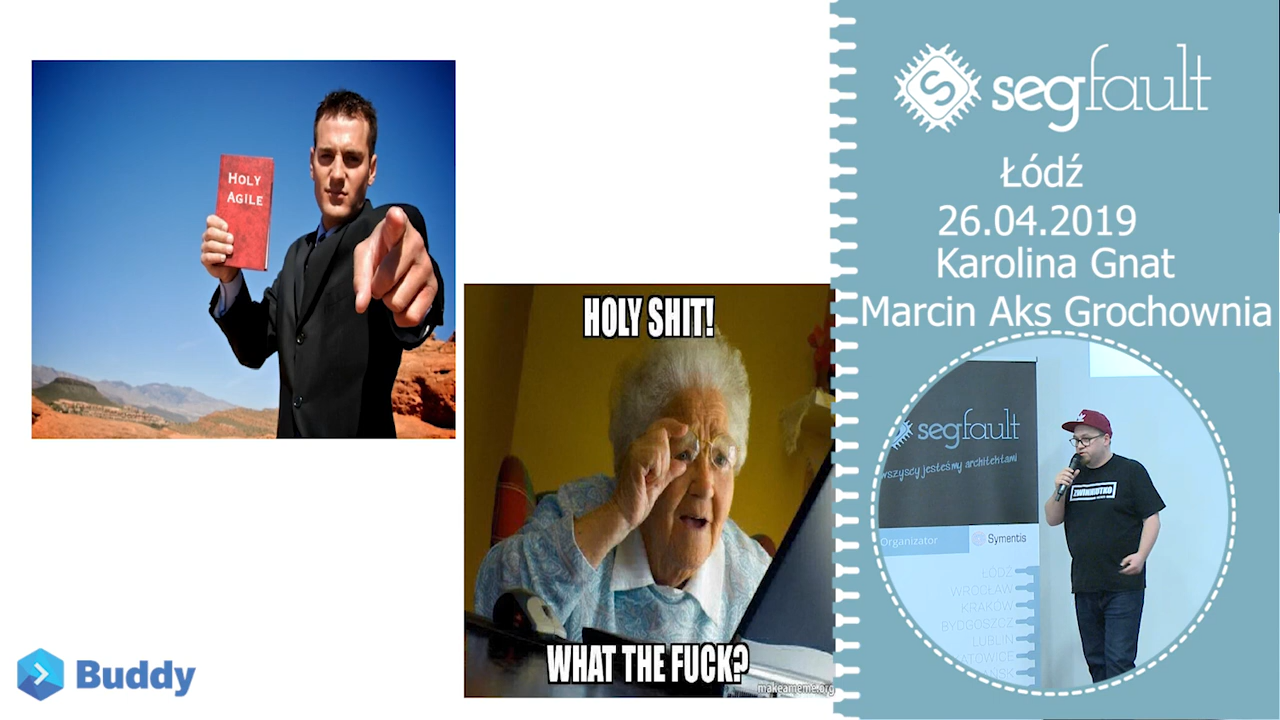 HOLY
AGILE
HOLY SHIT!
WHAT THE FUCK?
makeameme.org
Buddy
segfault
Łódź
26.04.2019
Karolina Gnat
Marcin Aks Grochownia
segfault
wszyscy jesteśmy architektami
Organizator
Symentis
ŁÓDŹ
WROCŁAW
KRAKÓW
BYDGOSZCZ
LUBLIN